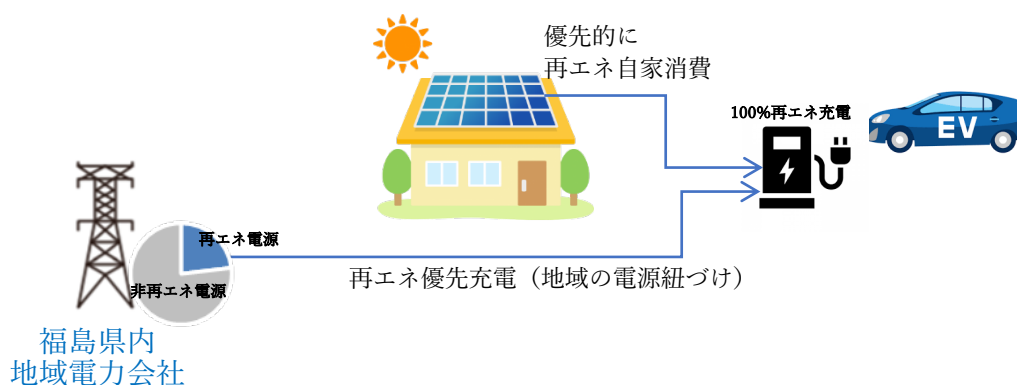 優先的に
再エネ自家消費
100%再エネ充電
EV
再エネ電源
非再エネ電源
再エネ優先充電（地域の電源紐づけ）
福島県内
地域電力会社